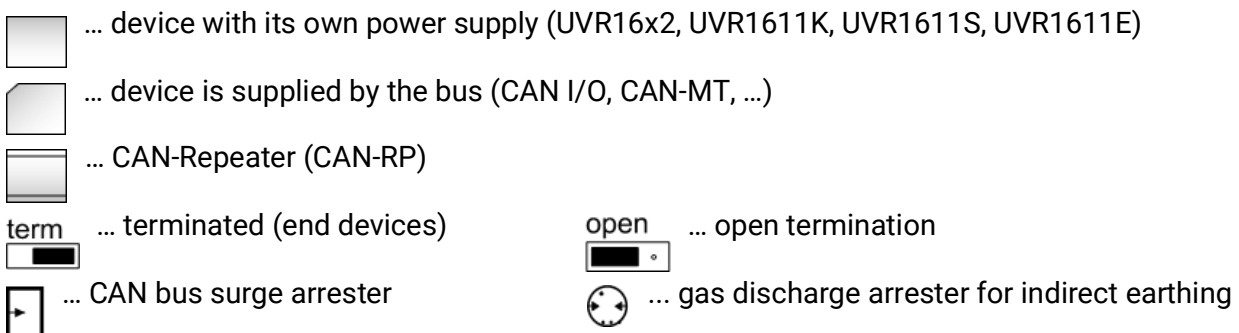 … device with its own power supply (UVR16x2, UVR1611K, UVR1611S, UVR1611E)
… device is supplied by the bus (CAN I/O, CAN-MT, …)
… CAN-Repeater (CAN-RP)
term … terminated (end devices) open … open termination
… CAN bus surge arrester ... gas discharge arrester for indirect earthing